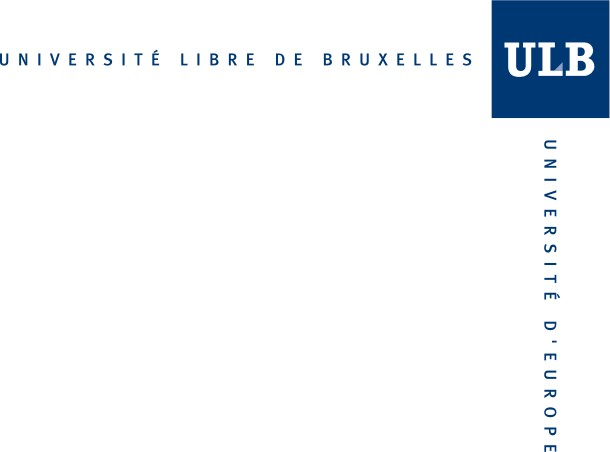 UNIVERSITÉ LIBRE DE BRUXELLES
ULB
UNIVERSITÉ D'EUROPE